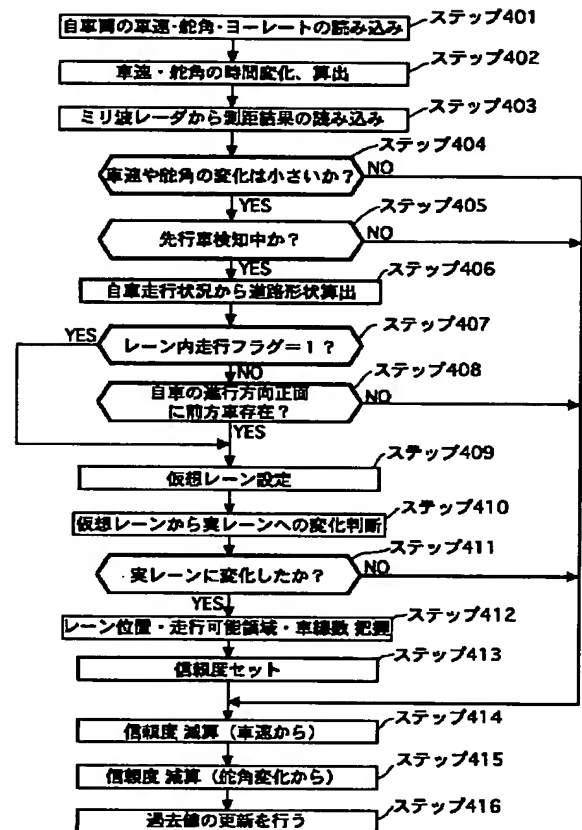 ステップ401
自車両の車速・舵角・ヨーレートの読み込み
ステップ402
車速・舵角の時間変化、算出
ステップ403
ミリ波レーダから測距結果の読み込み
ステップ404
車速や舵角の変化は小さいか?
NO
YES
ステップ405
先行車検知中か?
NO
YES
ステップ406
自車走行状況から道路形状算出
ステップ407
YES
レーン内走行フラグ=1?
NO
ステップ408
自車の進行方向正面
に前方車存在?
NO
YES
ステップ409
仮想レーン設定
ステップ410
仮想レーンから実レーンへの変化判断
ステップ411
実レーンに変化したか?
NO
YES
ステップ412
レーン位置・走行可能領域・車線数 把握
ステップ413
信頼度セット
ステップ414
信頼度 減算(車速から)
ステップ415
信頼度 減算(舵角変化から)
ステップ416
過去値の更新を行う